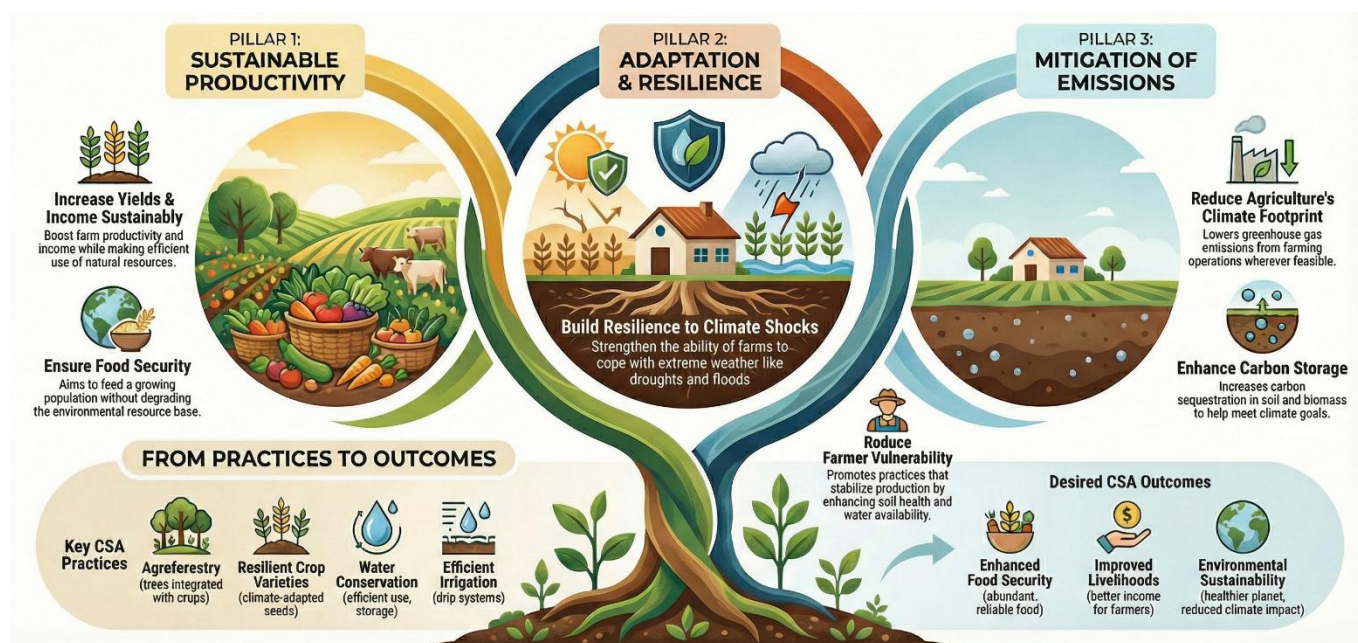 PILLAR 1:
SUSTAINABLE
PRODUCTIVITY
PILLAR 2:
ADAPTATION
& RESILIENCE
PILLAR 3:
MITIGATION OF
EMISSIONS
Increase Yields &
Income Sustainably
Boost farm productivity and
income while making efficient
use of natural resources.
Ensure Food Security
Aims to feed a growing
population without degrading
the environmental resource base.
Build Resilience to Climate Shocks
Strengthen the ability of farms to
cope with extreme weather like
droughts and floods
Reduce Agriculture's
Climate Footprint
Lowers greenhouse gas
emissions from farming
operations wherever feasible.
Enhance Carbon Storage
Increases carbon
sequestration in soil and biomass
to help meet climate goals.
Roduce
Farmer Vulnerability
Promotes practices that
stabilize production by
enhancing soil health and
water availability.
FROM PRACTICES TO OUTCOMES
Key CSA
Practices
Agreferestry
(trees integrated
with crups)
Resilient Crop
Varieties
(climate-adapted
seeds)
Water
Conservation
(efficient use,
storage)
Efficient
Irrigation
(drip systems)
Desired CSA Outcomes
Enhanced
Food Security
(abundant.
reliable food)
Improved
Livelihoods
(better income
for farmers)
Environmental
Sustainability
(healthier planet,
reduced climate impact)